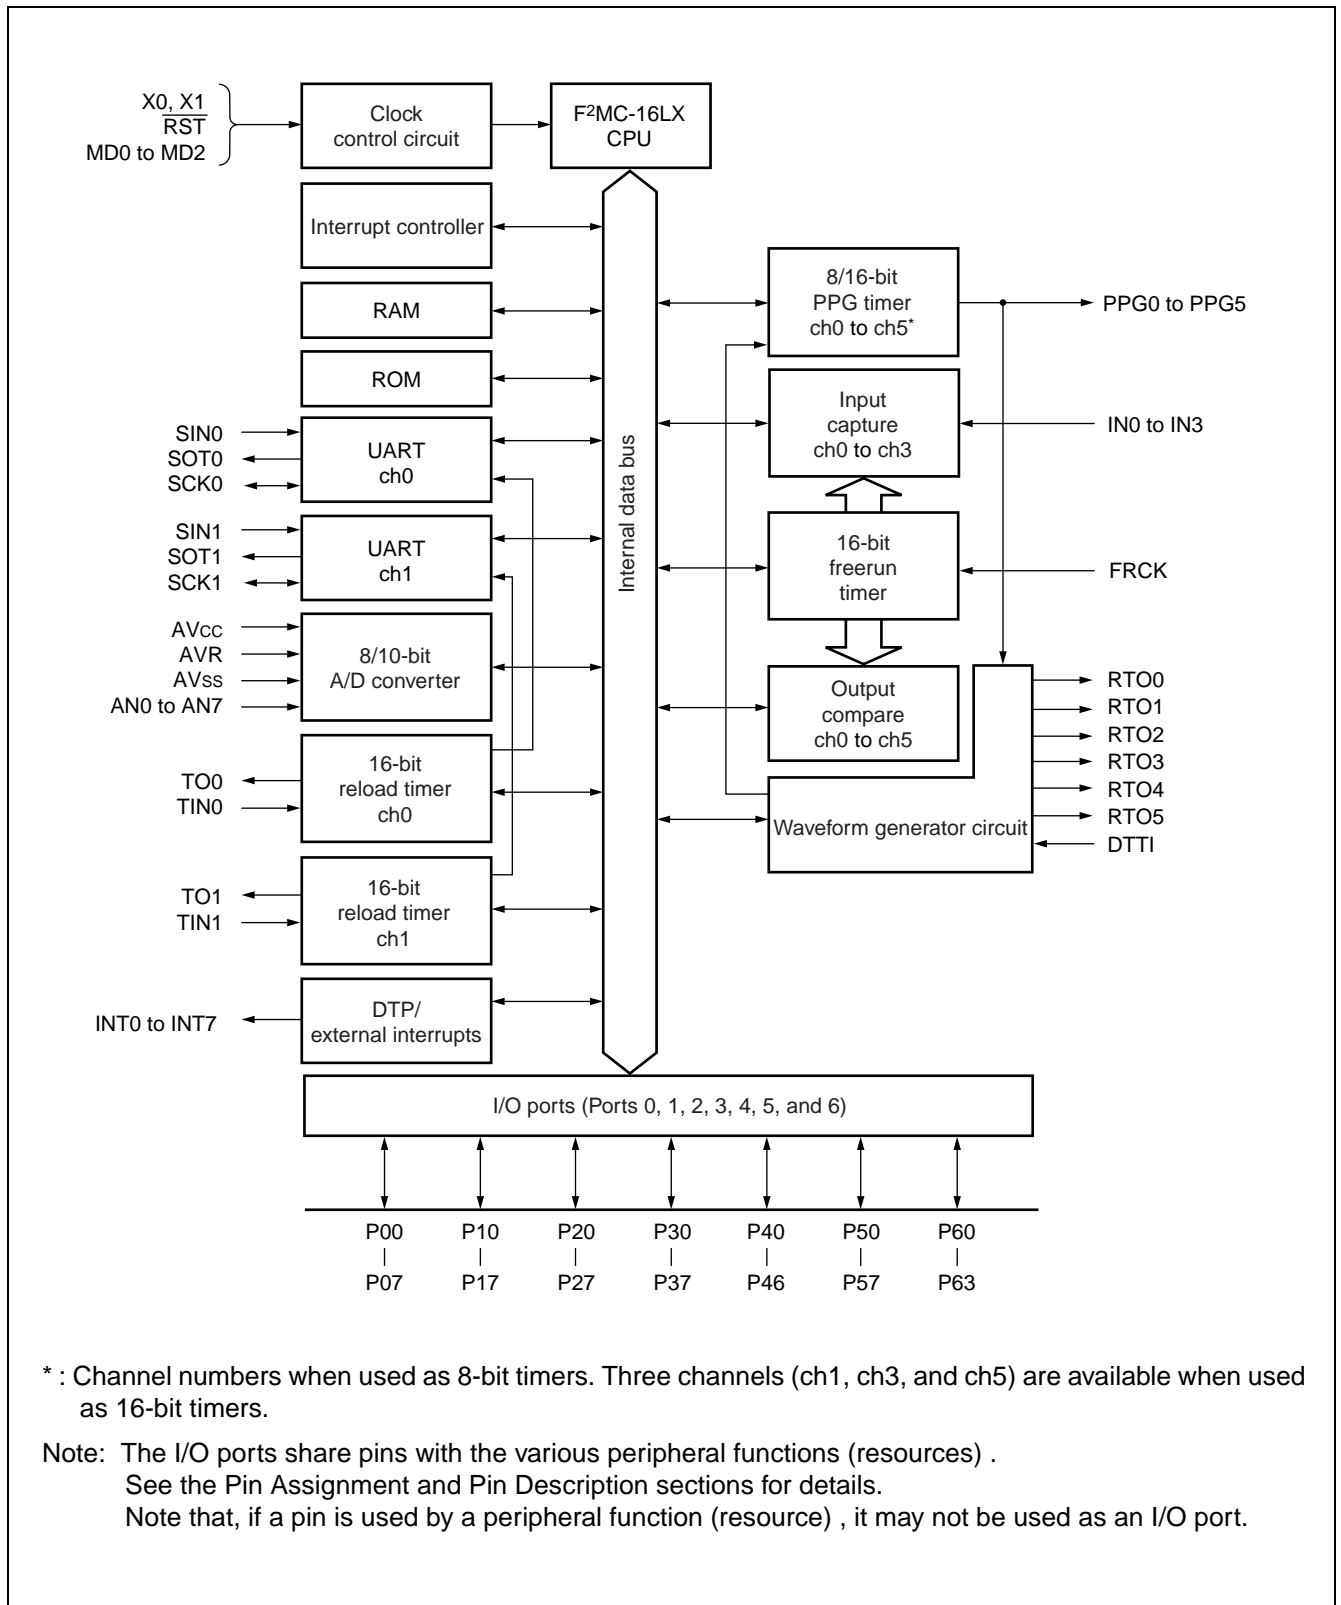 X0, X1
RST
MD0 to MD2
Clock
control circuit
F2MC-16LX
CPU
Interrupt controller
RAM
ROM
SIN0
SOT0
SCK0
UART
ch0
SIN1
SOT1
SCK1
UART
ch1
AVCC
AVR
AVSS
AN0 to AN7
8/10-bit
A/D converter
TO0
TIN0
16-bit
reload timer
ch0
TO1
TIN1
16-bit
reload timer
ch1
INT0 to INT7
DTP/
external interrupts
Internal data bus
8/16-bit
PPG timer
ch0 to ch5*
PPG0 to PPG5
Input
capture
ch0 to ch3
IN0 to IN3
16-bit
freerun
timer
FRCK
Output
compare
ch0 to ch5
Waveform generator circuit
RTO0
RTO1
RTO2
RTO3
RTO4
RTO5
DTTI
I/O ports (Ports 0, 1, 2, 3, 4, 5, and 6)
P00 P10 P20 P30 P40 P50 P60
P07 P17 P27 P37 P46 P57 P63
* : Channel numbers when used as 8-bit timers. Three channels (ch1, ch3, and ch5) are available when used
as 16-bit timers.
Note: The I/O ports share pins with the various peripheral functions (resources) .
See the Pin Assignment and Pin Description sections for details.
Note that, if a pin is used by a peripheral function (resource) , it may not be used as an I/O port.